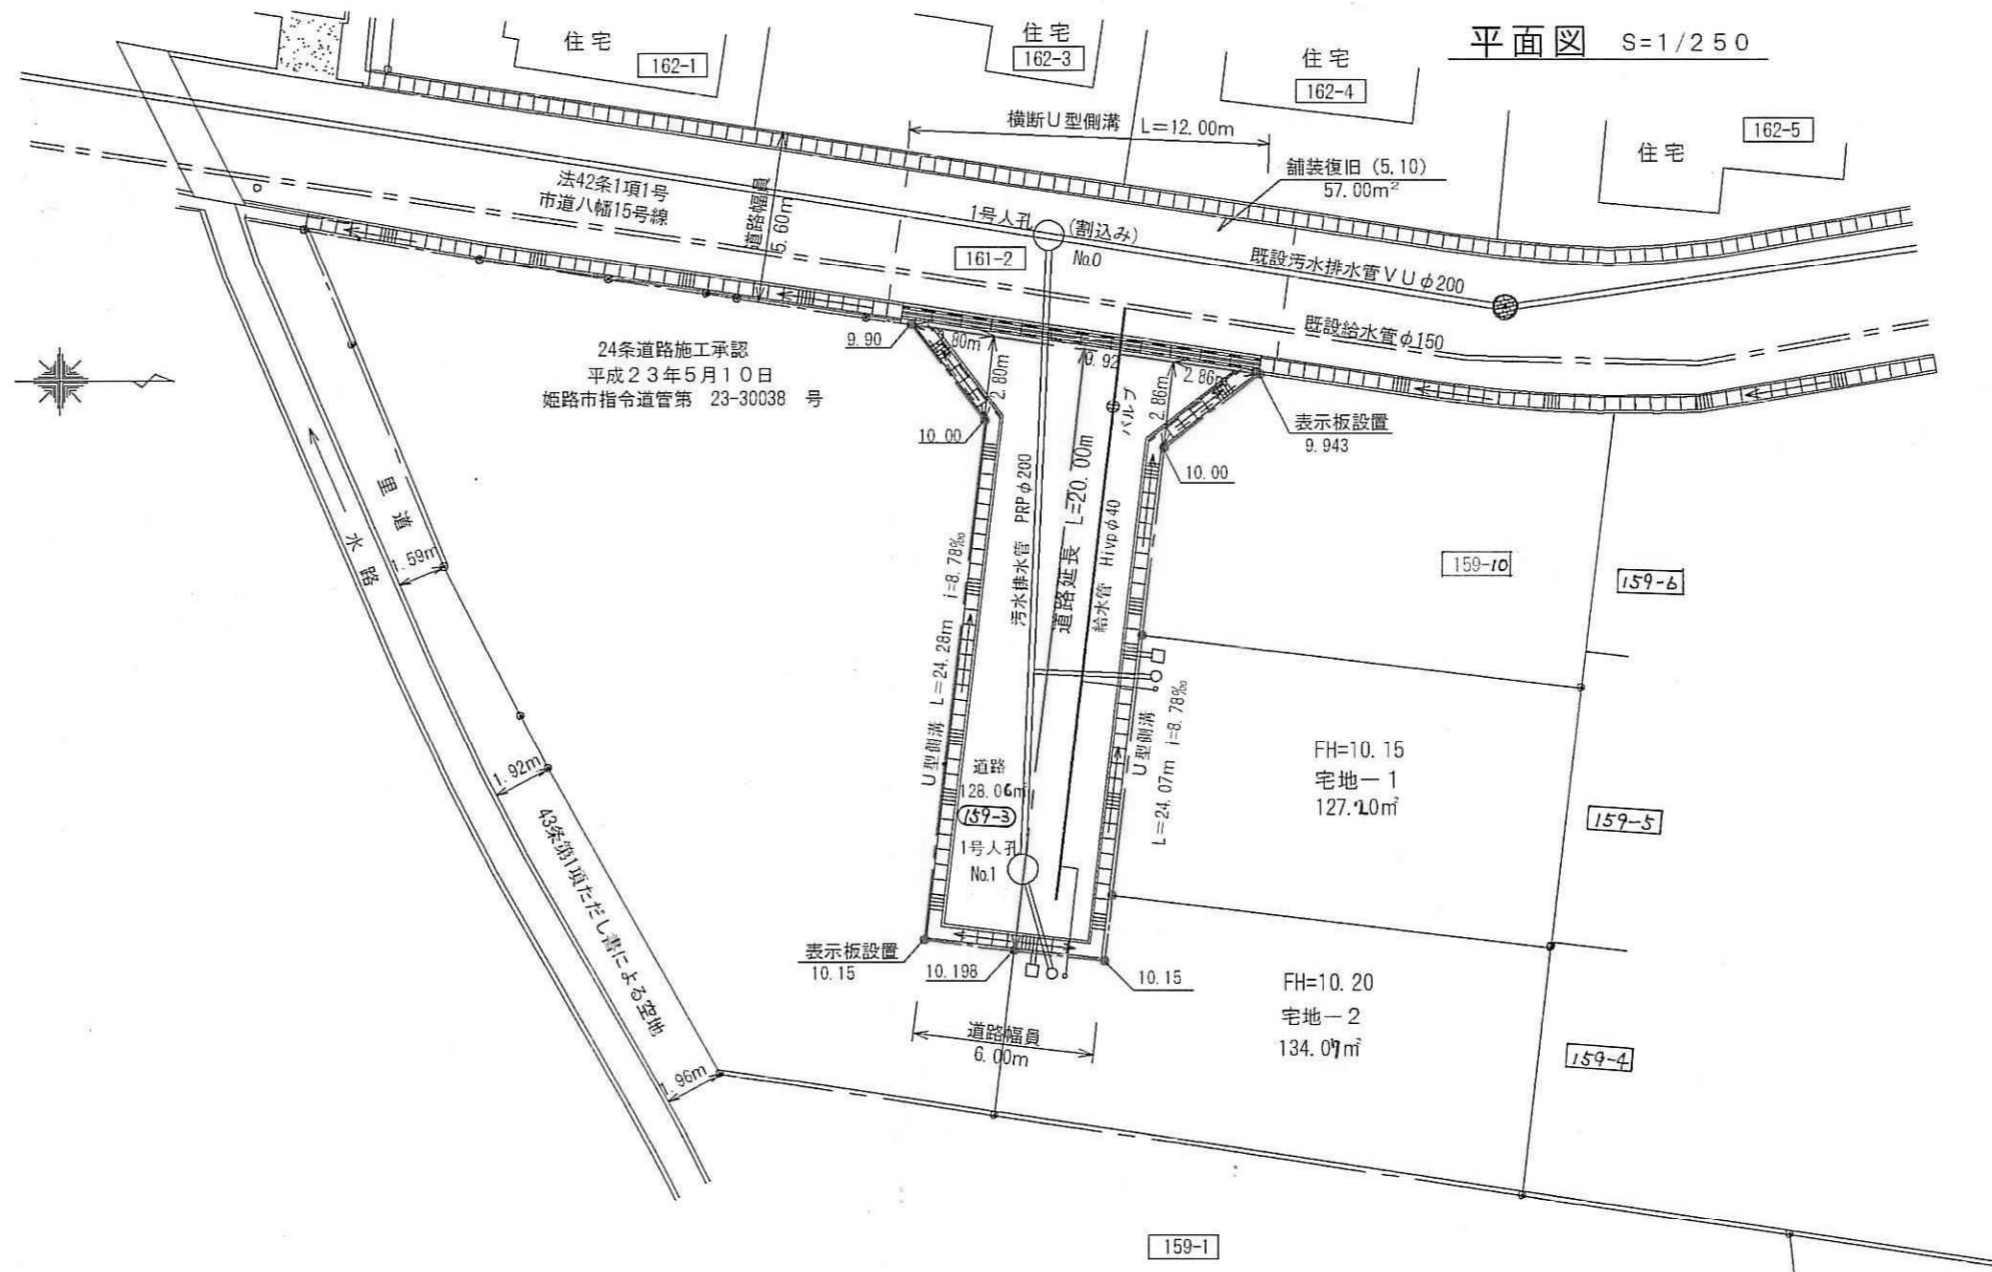 平面図 S=1/250
住宅
162-1
住宅
162-3
住宅
162-4
住宅
162-5
横断U型側溝 L=12.00m
舗装復旧 (5,10)
57.00m²
法42条1項1号
市道八幡15号線
道路幅員
5.60m
1号人孔 (割込み)
No.0
161-2
既設汚水排水管VUφ200
既設給水管φ150
24条道路施工承認
平成23年5月10日
姫路市指令道管第 23-30038 号
9.90
2.80m
2.86m
2.86m
バルブ
表示板設置
9.943
10.00
10.00
里道
水路
1.59m
1.92m
1.96m
43条第1項ただし書による空地
U型側溝 L=24.28m i=8.78‰
汚水排水管 PRPφ200
道路延長 L=20.00m
給水管 Hivpφ40
U型側溝
L=24.07m i=8.78‰
159-10
159-6
FH=10.15
宅地-1
127.20㎡
159-5
道路
128.06㎡
159-3
1号人孔
No.1
表示板設置
10.15
10.198
10.15
道路幅員
6.00m
FH=10.20
宅地-2
134.07㎡
159-4
159-1